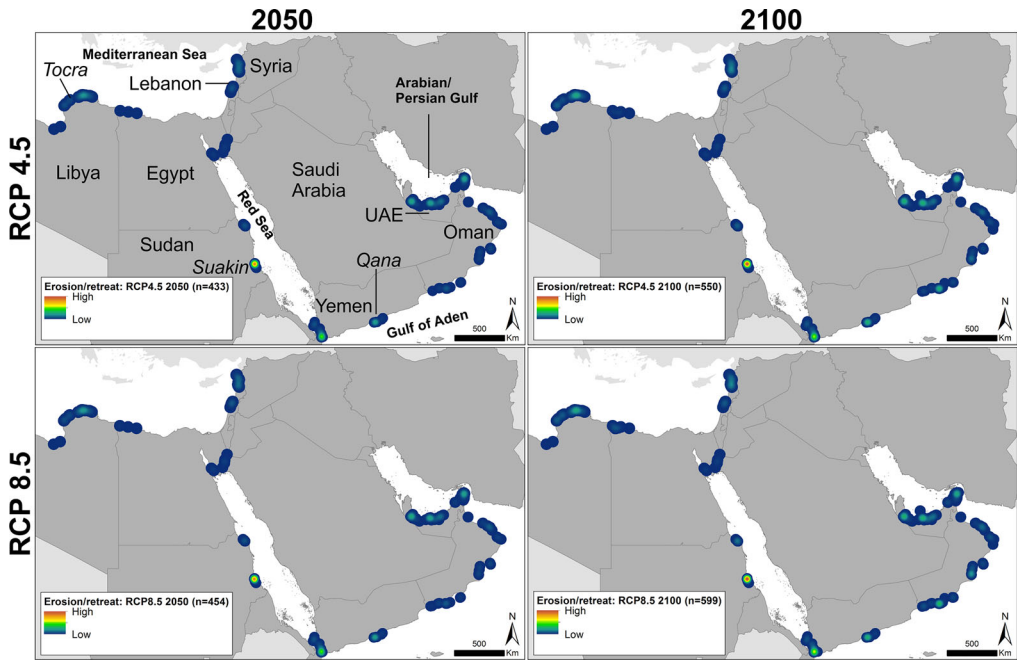 2050
2100
RCP 4.5
Mediterranean Sea
Tocra
Lebanon
Syria
Arabian/
Persian Gulf
Libya
Egypt
Saudi
Arabia
Red Sea
UAE
Oman
Sudan
Suakin
Qana
Yemen
Gulf of Aden
Erosion/retreat: RCP4.5 2050 (n=433)
High
Low
N
500
Km
Erosion/retreat: RCP4.5 2100 (n=550)
High
Low
N
500
Km
RCP 8.5
Erosion/retreat: RCP8.5 2050 (n=454)
High
Low
N
500
Km
Erosion/retreat: RCP8.5 2100 (n=599)
High
Low
N
500
Km